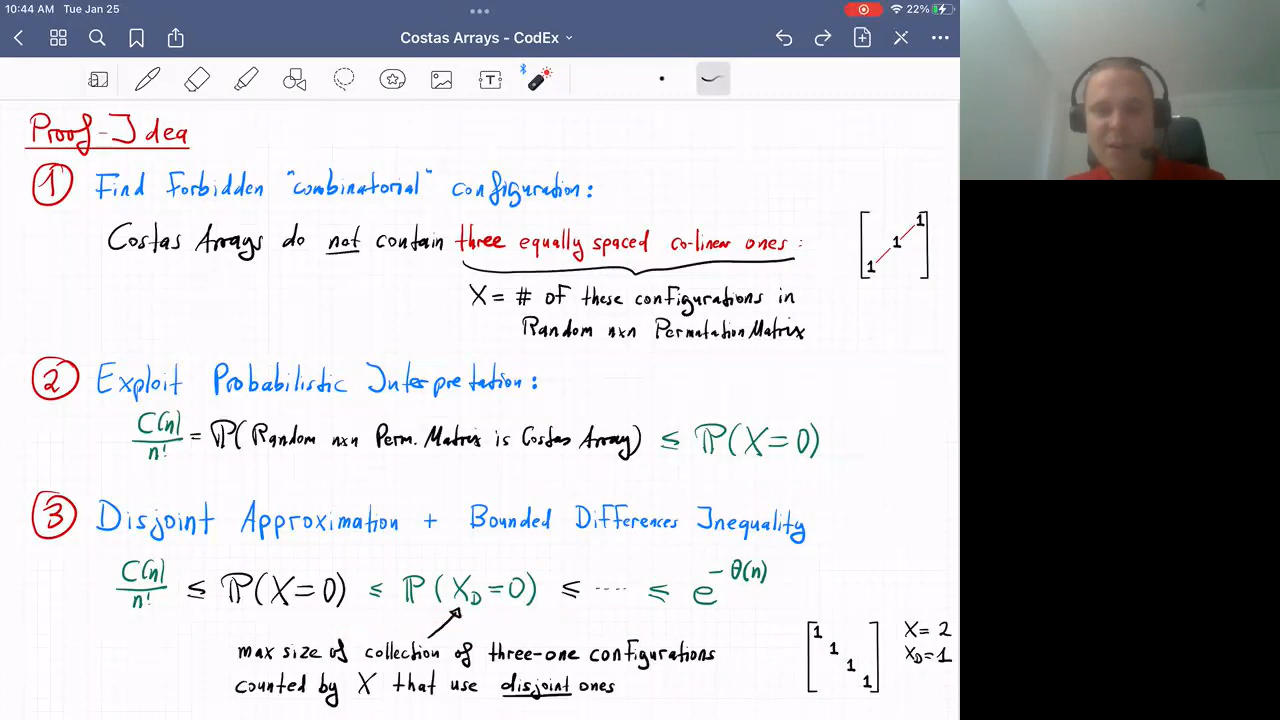 10:44 AM Tue Jan 25
22%
Costas Arrays - CodEx
T
Proof-Idea
1 Find Forbidden "combinatorial" configuration:
Costas Arrays do not contain three equally spaced co-linear ones:
1
1
1
X = # of these configurations in
Random n×n Permutation Matrix
2 Exploit Probabilistic Interpretation:
C(n)/n! = ℙ(Random n×n Perm. Matrix is Costas Array) ≤ ℙ(X=0)
3 Disjoint Approximation + Bounded Differences Inequality
C(n)/n! ≤ ℙ(X=0) ≤ ℙ(X_D=0) ≤ ---- ≤ e^{-θ(n)}
max size of collection of three-one configurations
counted by X that use disjoint ones
1
1
1
1
X=2
X_D=1